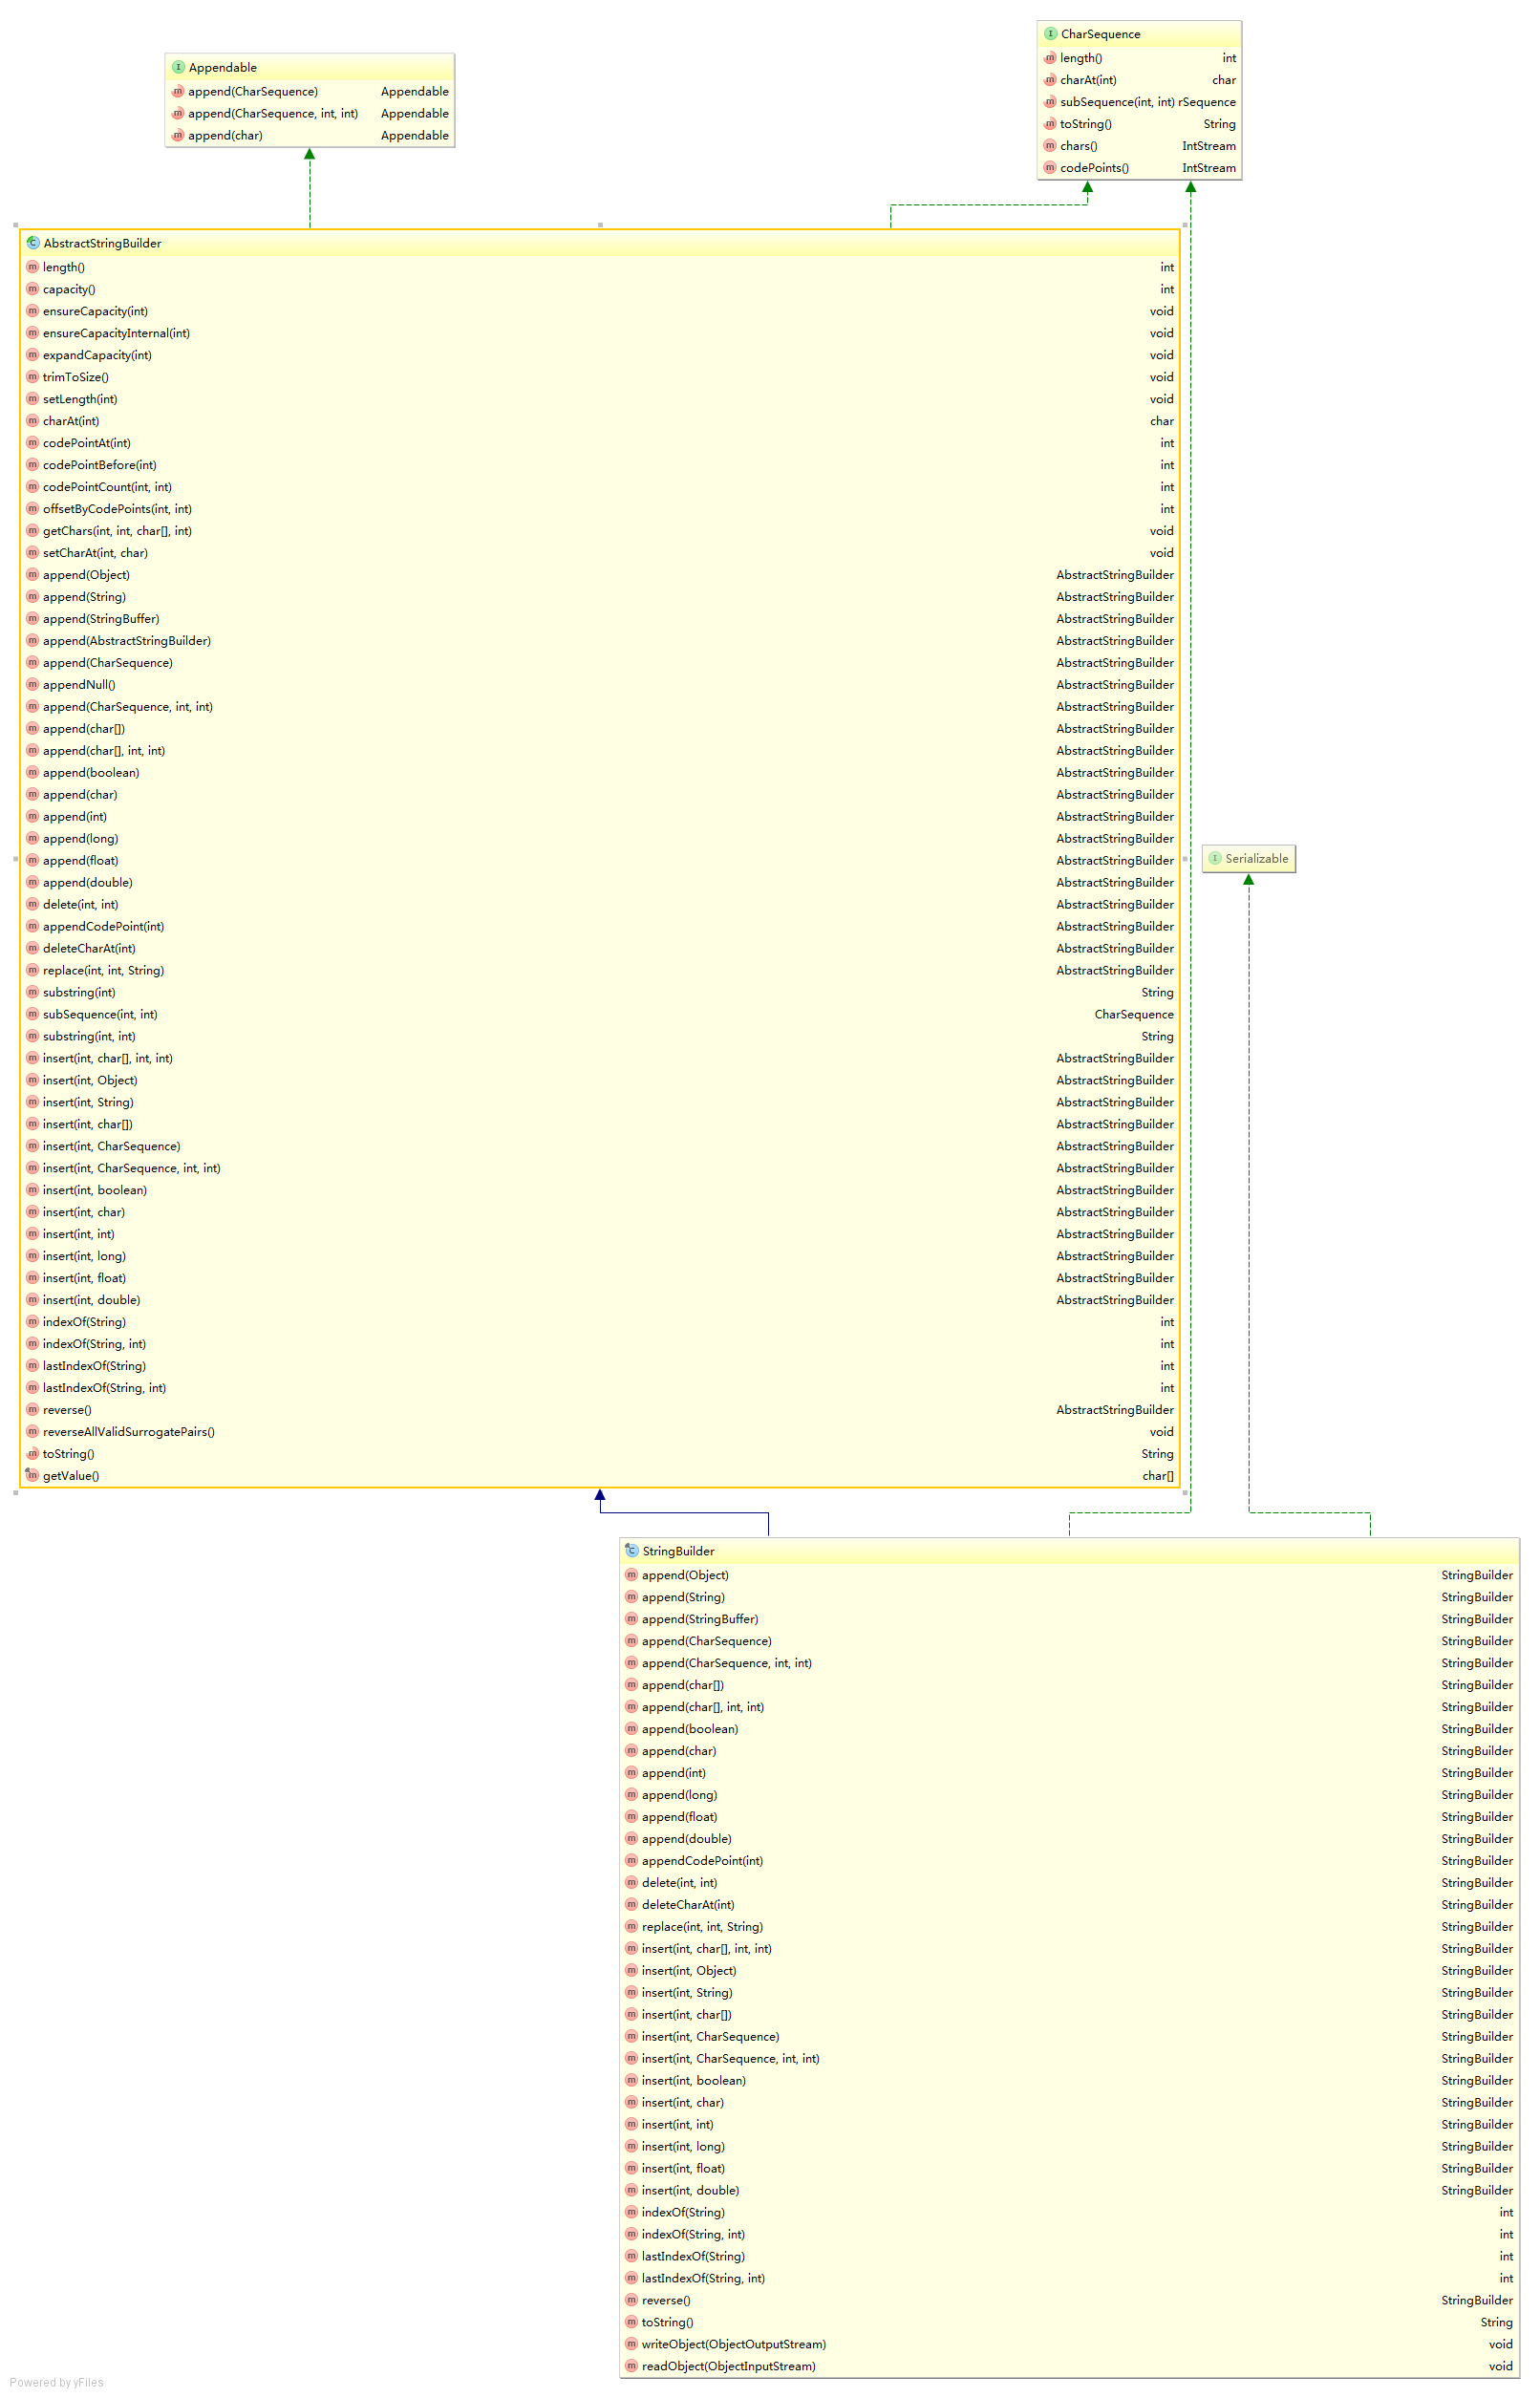 Appendable
append(CharSequence) Appendable
append(CharSequence, int, int) Appendable
append(char) Appendable
CharSequence
length() int
charAt(int) char
subSequence(int, int) rSequence
toString() String
chars() IntStream
codePoints() IntStream
AbstractStringBuilder
length() int
capacity() int
ensureCapacity(int) void
ensureCapacityInternal(int) void
expandCapacity(int) void
trimToSize() void
setLength(int) void
charAt(int) char
codePointAt(int) int
codePointBefore(int) int
codePointCount(int, int) int
offsetByCodePoints(int, int) int
getChars(int, int, char[], int) void
setCharAt(int, char) void
append(Object) AbstractStringBuilder
append(String) AbstractStringBuilder
append(StringBuffer) AbstractStringBuilder
append(AbstractStringBuilder) AbstractStringBuilder
append(CharSequence) AbstractStringBuilder
appendNull() AbstractStringBuilder
append(CharSequence, int, int) AbstractStringBuilder
append(char[]) AbstractStringBuilder
append(char[], int, int) AbstractStringBuilder
append(boolean) AbstractStringBuilder
append(char) AbstractStringBuilder
append(int) AbstractStringBuilder
append(long) AbstractStringBuilder
append(float) AbstractStringBuilder
append(double) AbstractStringBuilder
delete(int, int) AbstractStringBuilder
appendCodePoint(int) AbstractStringBuilder
deleteCharAt(int) AbstractStringBuilder
replace(int, int, String) AbstractStringBuilder
substring(int) String
subSequence(int, int) CharSequence
substring(int, int) String
insert(int, char[], int, int) AbstractStringBuilder
insert(int, Object) AbstractStringBuilder
insert(int, String) AbstractStringBuilder
insert(int, char[]) AbstractStringBuilder
insert(int, CharSequence) AbstractStringBuilder
insert(int, CharSequence, int, int) AbstractStringBuilder
insert(int, boolean) AbstractStringBuilder
insert(int, char) AbstractStringBuilder
insert(int, int) AbstractStringBuilder
insert(int, long) AbstractStringBuilder
insert(int, float) AbstractStringBuilder
insert(int, double) AbstractStringBuilder
indexOf(String) int
indexOf(String, int) int
lastIndexOf(String) int
lastIndexOf(String, int) int
reverse() AbstractStringBuilder
reverseAllValidSurrogatePairs() void
toString() String
getValue() char[]
Serializable
StringBuilder
append(Object) StringBuilder
append(String) StringBuilder
append(StringBuffer) StringBuilder
append(CharSequence) StringBuilder
append(CharSequence, int, int) StringBuilder
append(char[]) StringBuilder
append(char[], int, int) StringBuilder
append(boolean) StringBuilder
append(char) StringBuilder
append(int) StringBuilder
append(long) StringBuilder
append(float) StringBuilder
append(double) StringBuilder
appendCodePoint(int) StringBuilder
delete(int, int) StringBuilder
deleteCharAt(int) StringBuilder
replace(int, int, String) StringBuilder
insert(int, char[], int, int) StringBuilder
insert(int, Object) StringBuilder
insert(int, String) StringBuilder
insert(int, char[]) StringBuilder
insert(int, CharSequence) StringBuilder
insert(int, CharSequence, int, int) StringBuilder
insert(int, boolean) StringBuilder
insert(int, char) StringBuilder
insert(int, int) StringBuilder
insert(int, long) StringBuilder
insert(int, float) StringBuilder
insert(int, double) StringBuilder
indexOf(String) int
indexOf(String, int) int
lastIndexOf(String) int
lastIndexOf(String, int) int
reverse() StringBuilder
toString() String
writeObject(ObjectOutputStream) void
readObject(ObjectInputStream) void
Powered by yFiles